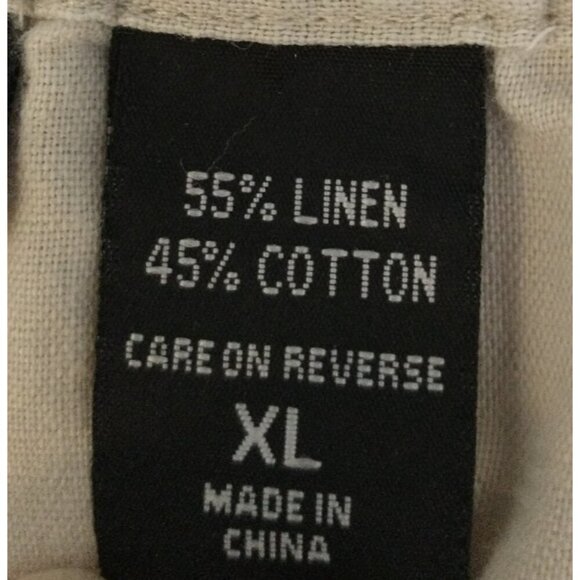 55% LINEN
45% COTTON
CARE ON REVERSE
XL
MADE IN
CHINA